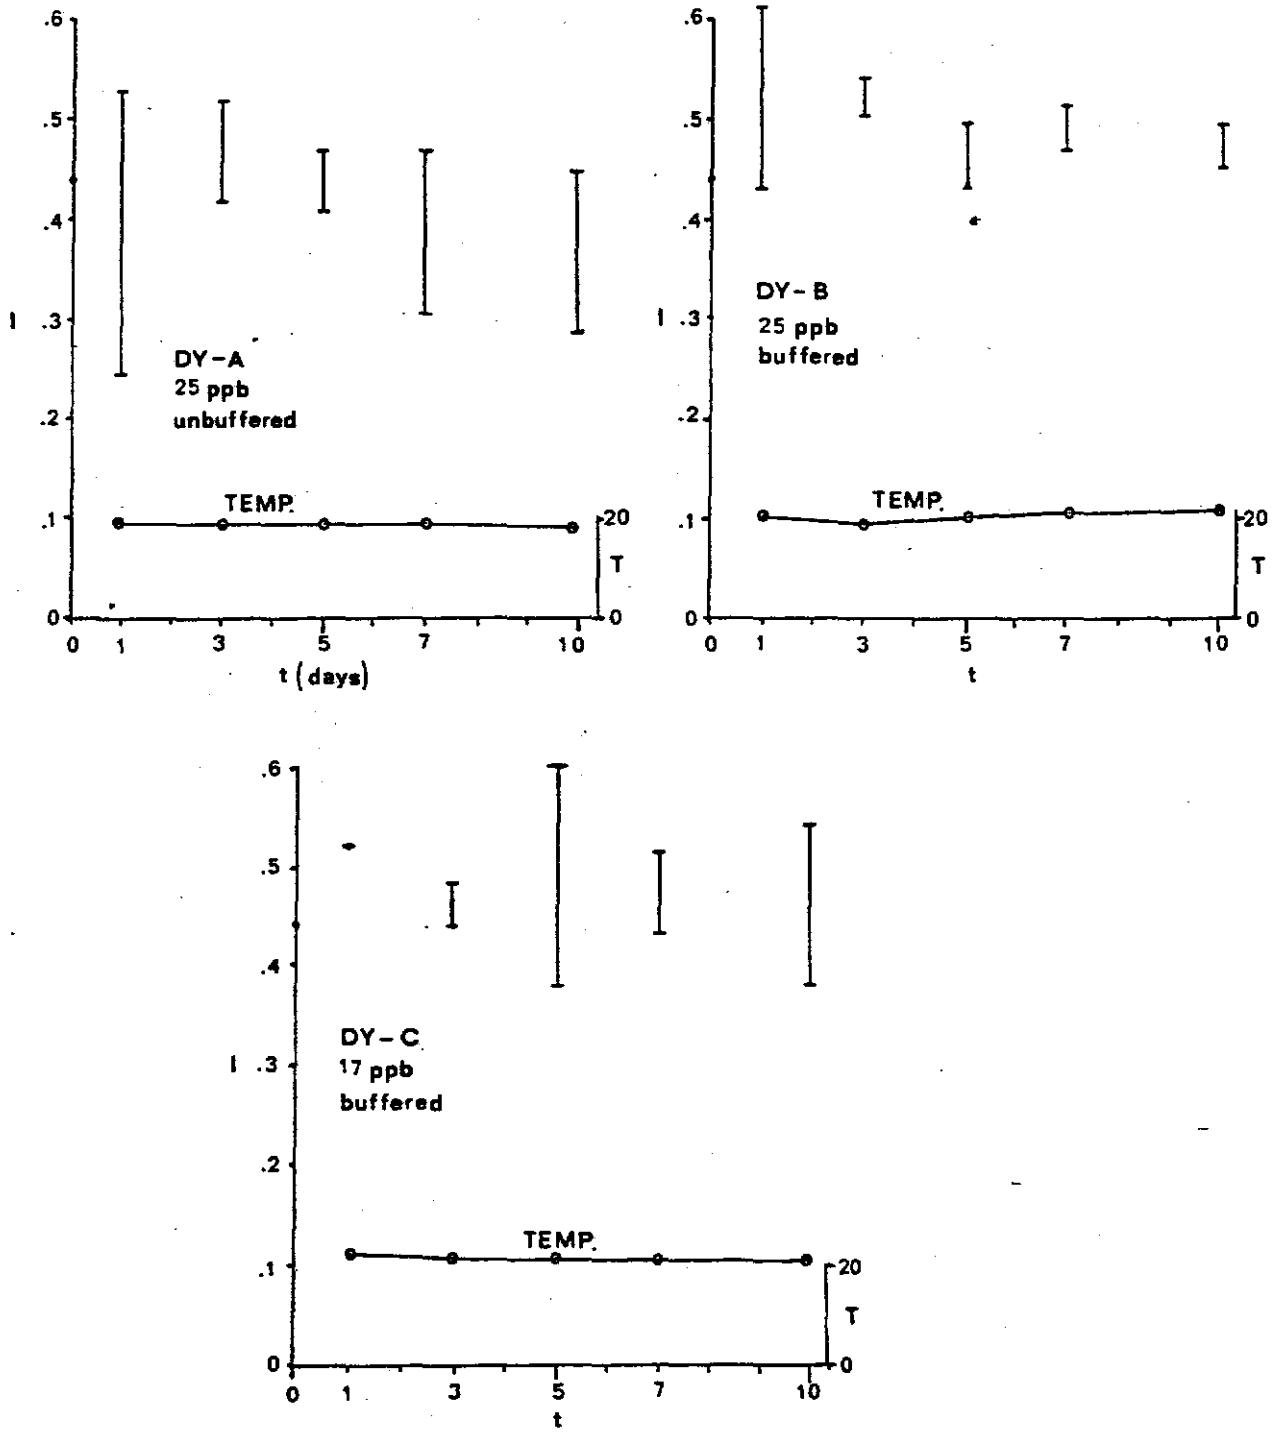 .6
.5
.4
I .3
.2
.1
0
DY-A
25 ppb
unbuffered
TEMP.
20
T
0
0 1 3 5 7 10
t (days)
.6
.5
.4
I .3
.2
.1
0
DY-B
25 ppb
buffered
TEMP.
20
T
0
0 1 3 5 7 10
t
.6
.5
.4
I .3
.2
.1
0
DY-C
17 ppb
buffered
TEMP.
20
T
0
0 1 3 5 7 10
t